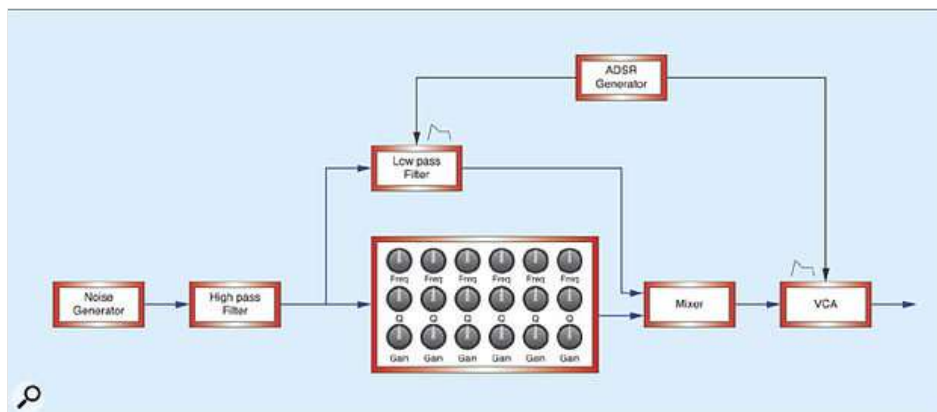 ADSR
Generator
Low pass
Filter
Freq Freq Freq Freq Freq Freq
Noise
Generator
High pass
Filter
Q Q Q Q Q Q
Mixer
VCA
Gain Gain Gain Gain Gain Gain